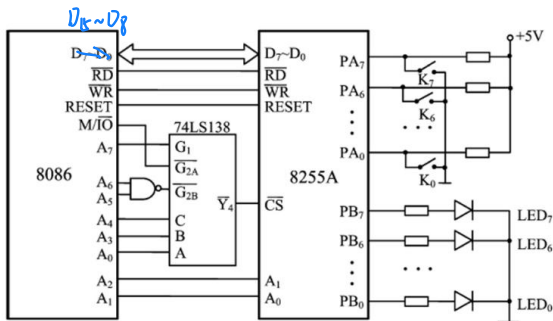 D15~D8
D7~D0
RD
WR
RESET
M/IO
A7
A6
A5
A4
A3
A0
A2
A1
8086
74LS138
G1
G2A
G2B
C
B
A
Y4
D7~D0
RD
WR
RESET
8255A
CS
A1
A0
PA7
PA6
PA0
PB7
PB6
PB0
K7
K6
K0
+5V
LED7
LED6
LED0